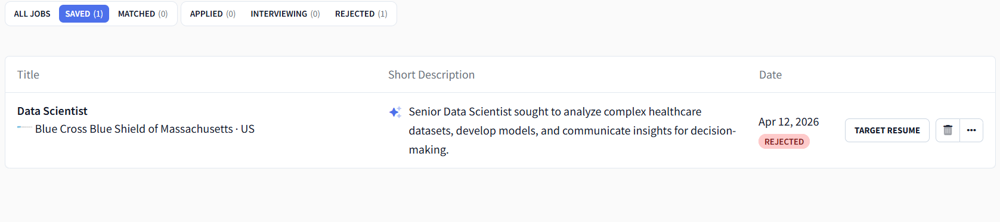 ALL JOBS SAVED (1) MATCHED (0) APPLIED (0) INTERVIEWING (0) REJECTED (1)
Title Short Description Date
Data Scientist
Blue Cross Blue Shield of Massachusetts · US
Senior Data Scientist sought to analyze complex healthcare
datasets, develop models, and communicate insights for decision-
making.
Apr 12, 2026
REJECTED
TARGET RESUME